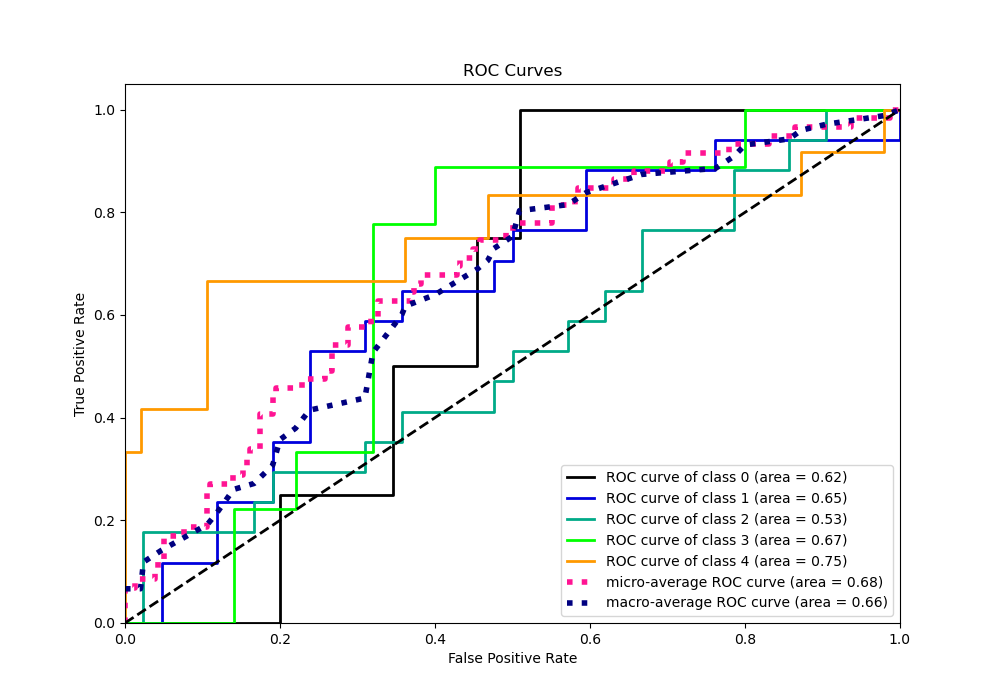 ROC Curves
True Positive Rate
1.0
0.8
0.6
0.4
0.2
0.0
ROC curve of class 0 (area = 0.62)
ROC curve of class 1 (area = 0.65)
ROC curve of class 2 (area = 0.53)
ROC curve of class 3 (area = 0.67)
ROC curve of class 4 (area = 0.75)
micro-average ROC curve (area = 0.68)
macro-average ROC curve (area = 0.66)
0.0 0.2 0.4 0.6 0.8 1.0
False Positive Rate